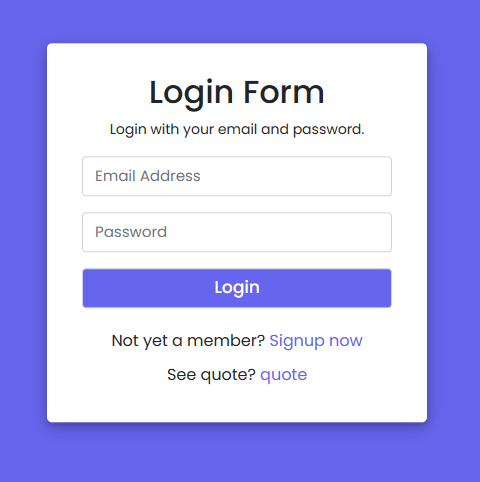 Login Form
Login with your email and password.
Email Address
Password
Login
Not yet a member? Signup now
See quote? quote